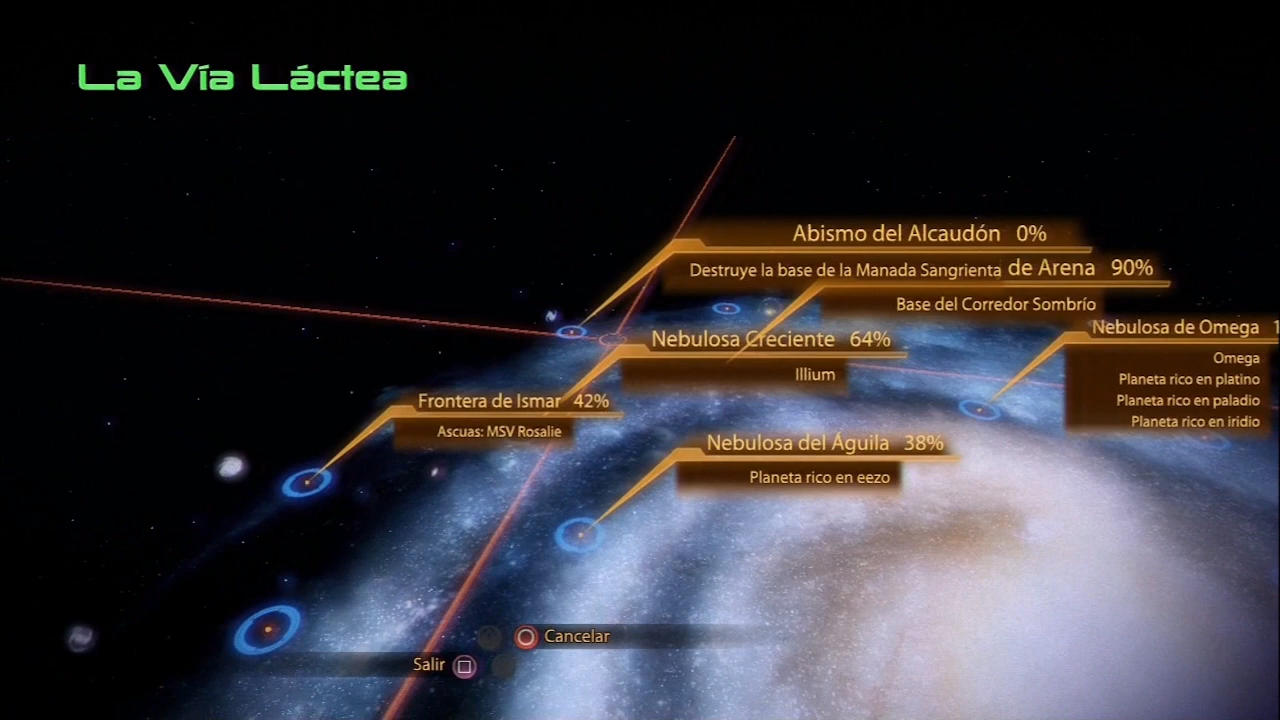 La Vía Láctea
Abismo del Alcaudón 0%
Destruye la base de la Manada Sangrienta
de Arena 90%
Base del Corredor Sombrío
Nebulosa de Omega
Omega
Planeta rico en platino
Planeta rico en paladio
Planeta rico en iridio
Nebulosa Creciente 64%
Illium
Frontera de Ismar 42%
Ascuas: MSV Rosalie
Nebulosa del Águila 38%
Planeta rico en eezo
Cancelar
Salir